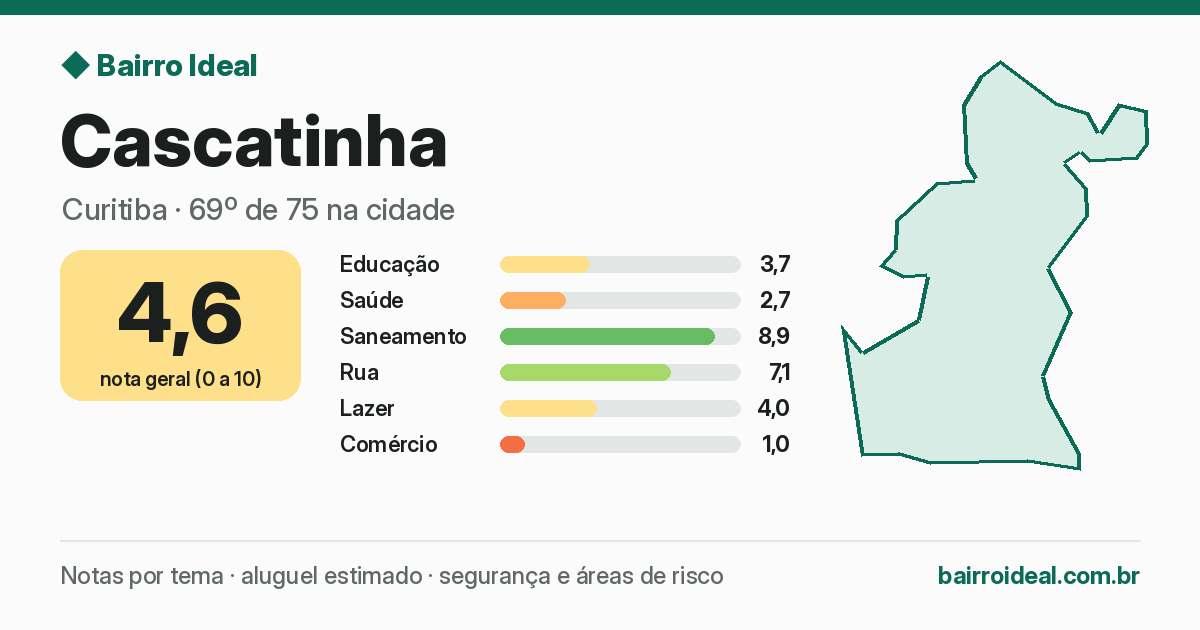 Bairro Ideal
Cascatinha
Curitiba · 69º de 75 na cidade
4,6
nota geral (0 a 10)
Educação 3,7
Saúde 2,7
Saneamento 8,9
Rua 7,1
Lazer 4,0
Comércio 1,0
Notas por tema · aluguel estimado · segurança e áreas de risco
bairroideal.com.br